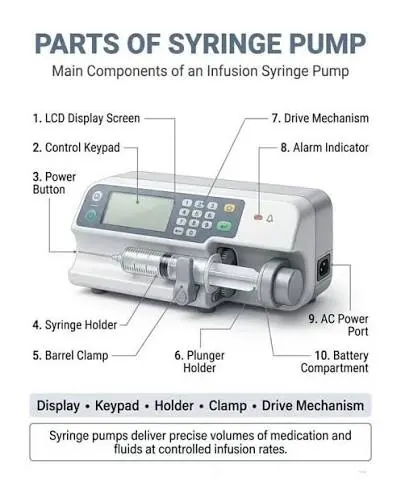 PARTS OF SYRINGE PUMP
Main Components of an Infusion Syringe Pump
1. LCD Display Screen
2. Control Keypad
3. Power
Button
7. Drive Mechanism
8. Alarm Indicator
4. Syringe Holder
5. Barrel Clamp
6. Plunger
Holder
9. AC Power
Port
10. Battery
Compartment
Display • Keypad • Holder • Clamp • Drive Mechanism
Syringe pumps deliver precise volumes of medication and
fluids at controlled infusion rates.